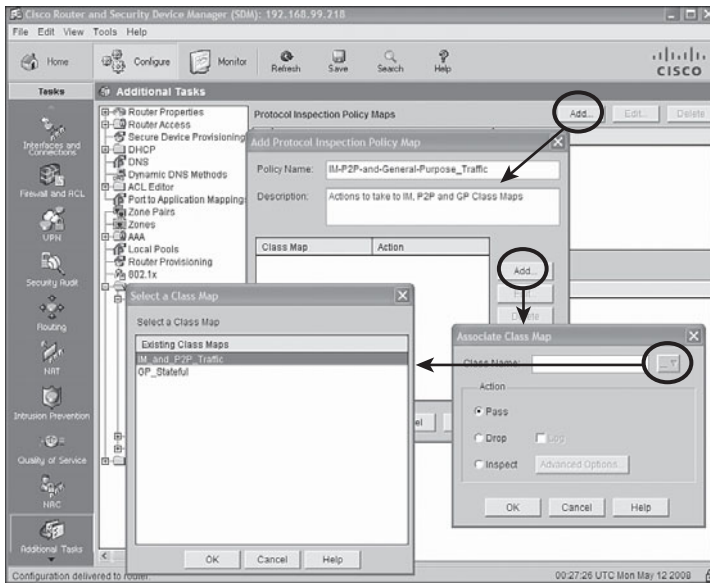 Cisco Router and Security Device Manager (SDM): 192.168.99.218
File Edit View Tools Help
Home Configure Monitor Refresh Save Search Help
CISCO
Tasks
Additional Tasks
Interfaces and Connections
Firewall and ACL
VPN
Security Audit
Routing
NAT
Intrusion Prevention
Quality of Service
NAC
Additional Tasks
Router Properties
Router Access
Secure Device Provisioning
DHCP
DNS
Dynamic DNS Methods
ACL Editor
Port to Application Mapping
Zone Pairs
Zones
AAA
Local Pools
Router Provisioning
802.1x
Protocol Inspection Policy Maps
Add... Edit... Delete
Add Protocol Inspection Policy Map
Policy Name: IM-P2P-and-General-Purpose_Traffic
Description: Actions to take to IM, P2P and GP Class Maps
Class Map Action
Add...
Select a Class Map
Select a Class Map
Existing Class Maps
IM_and_P2P_Traffic
GP_Stateful
OK Cancel Help
Associate Class Map
Class Name:
Action
Pass
Drop Log
Inspect Advanced Options...
OK Cancel Help
Configuration delivered to router.
00:27:26 UTC Mon May 12 2008